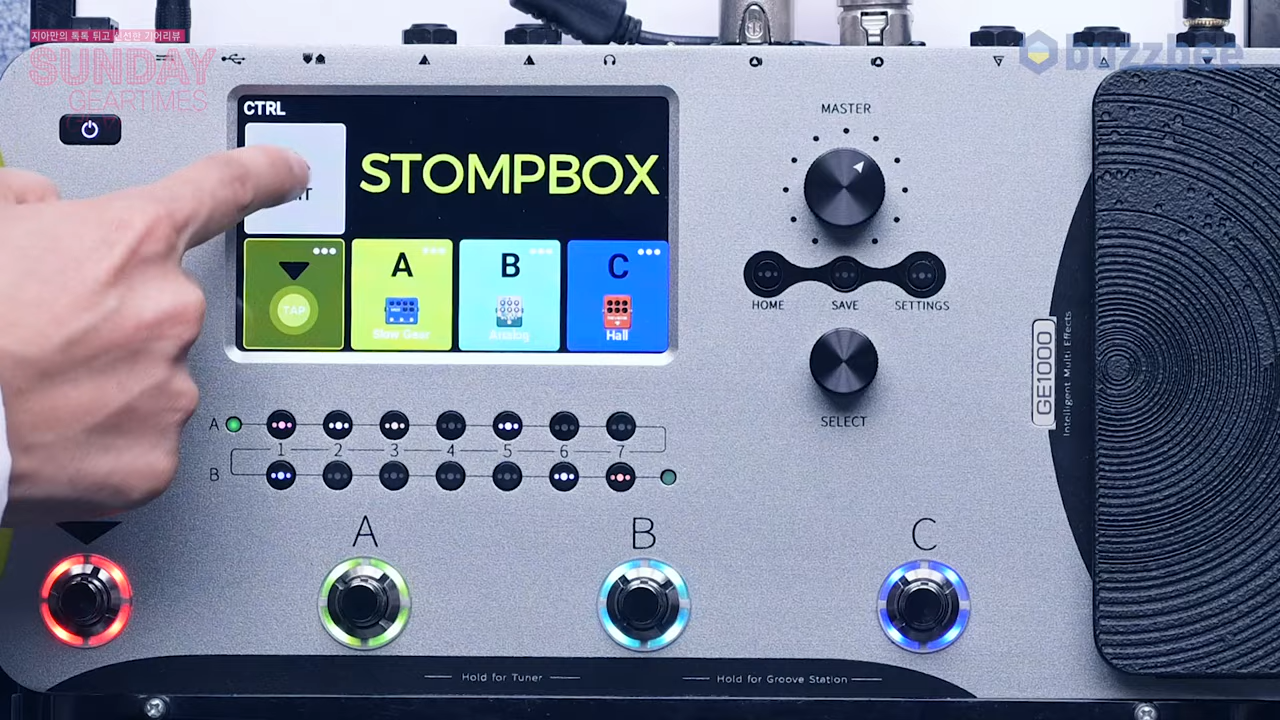 지아만의 톡톡 튀고 신선한 기어리뷰
SUNDAY
GEARTIMES
buzzbee
CTRL
STOMPBOX
TAP
A
Slow Gear
B
Analog
C
Hall
MASTER
HOME
SAVE
SETTINGS
SELECT
GE1000
Intelligent Multi Effects
A
1 2 3 4 5 6 7
B
A
B
C
Hold for Tuner
Hold for Groove Station